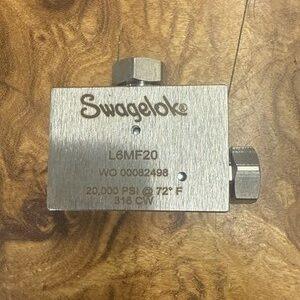 Swagelok®
L6MF20
WO 00082498
20,000 PSI @ 72° F
316 CW